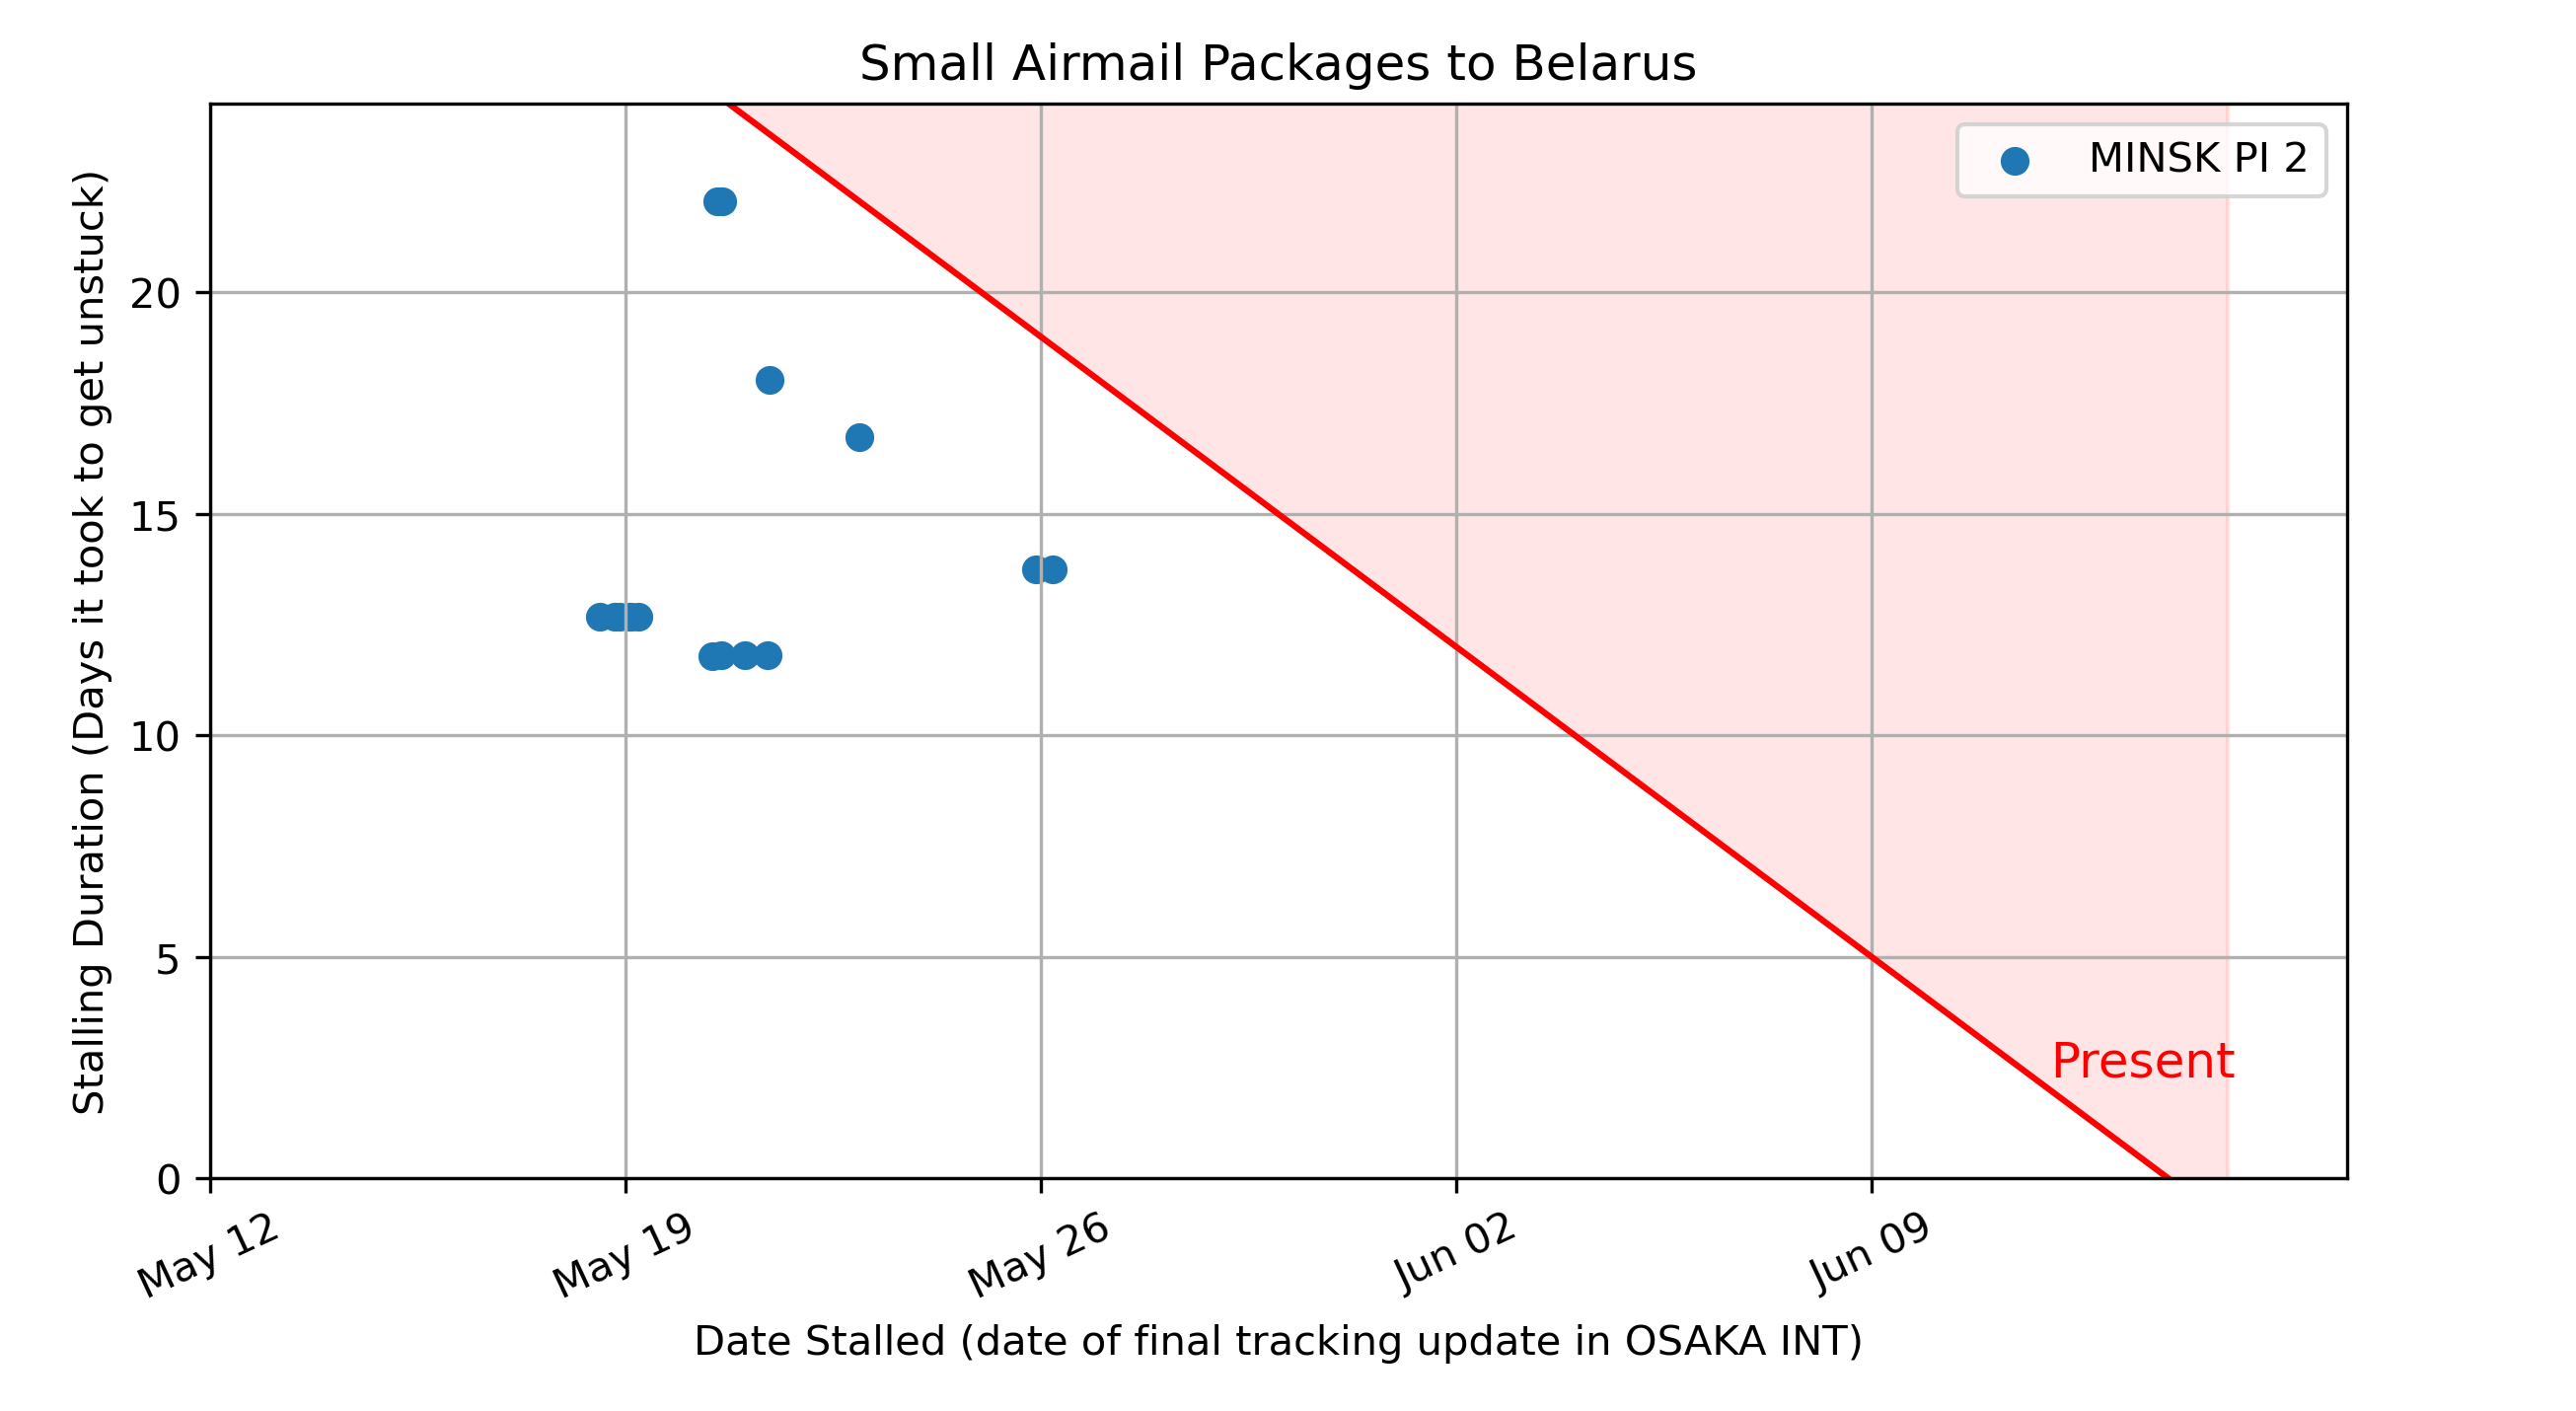 Small Airmail Packages to Belarus
MINSK PI 2
Stalling Duration (Days it took to get unstuck)
20
15
10
5
0
Present
May 12
May 19
May 26
Jun 02
Jun 09
Date Stalled (date of final tracking update in OSAKA INT)